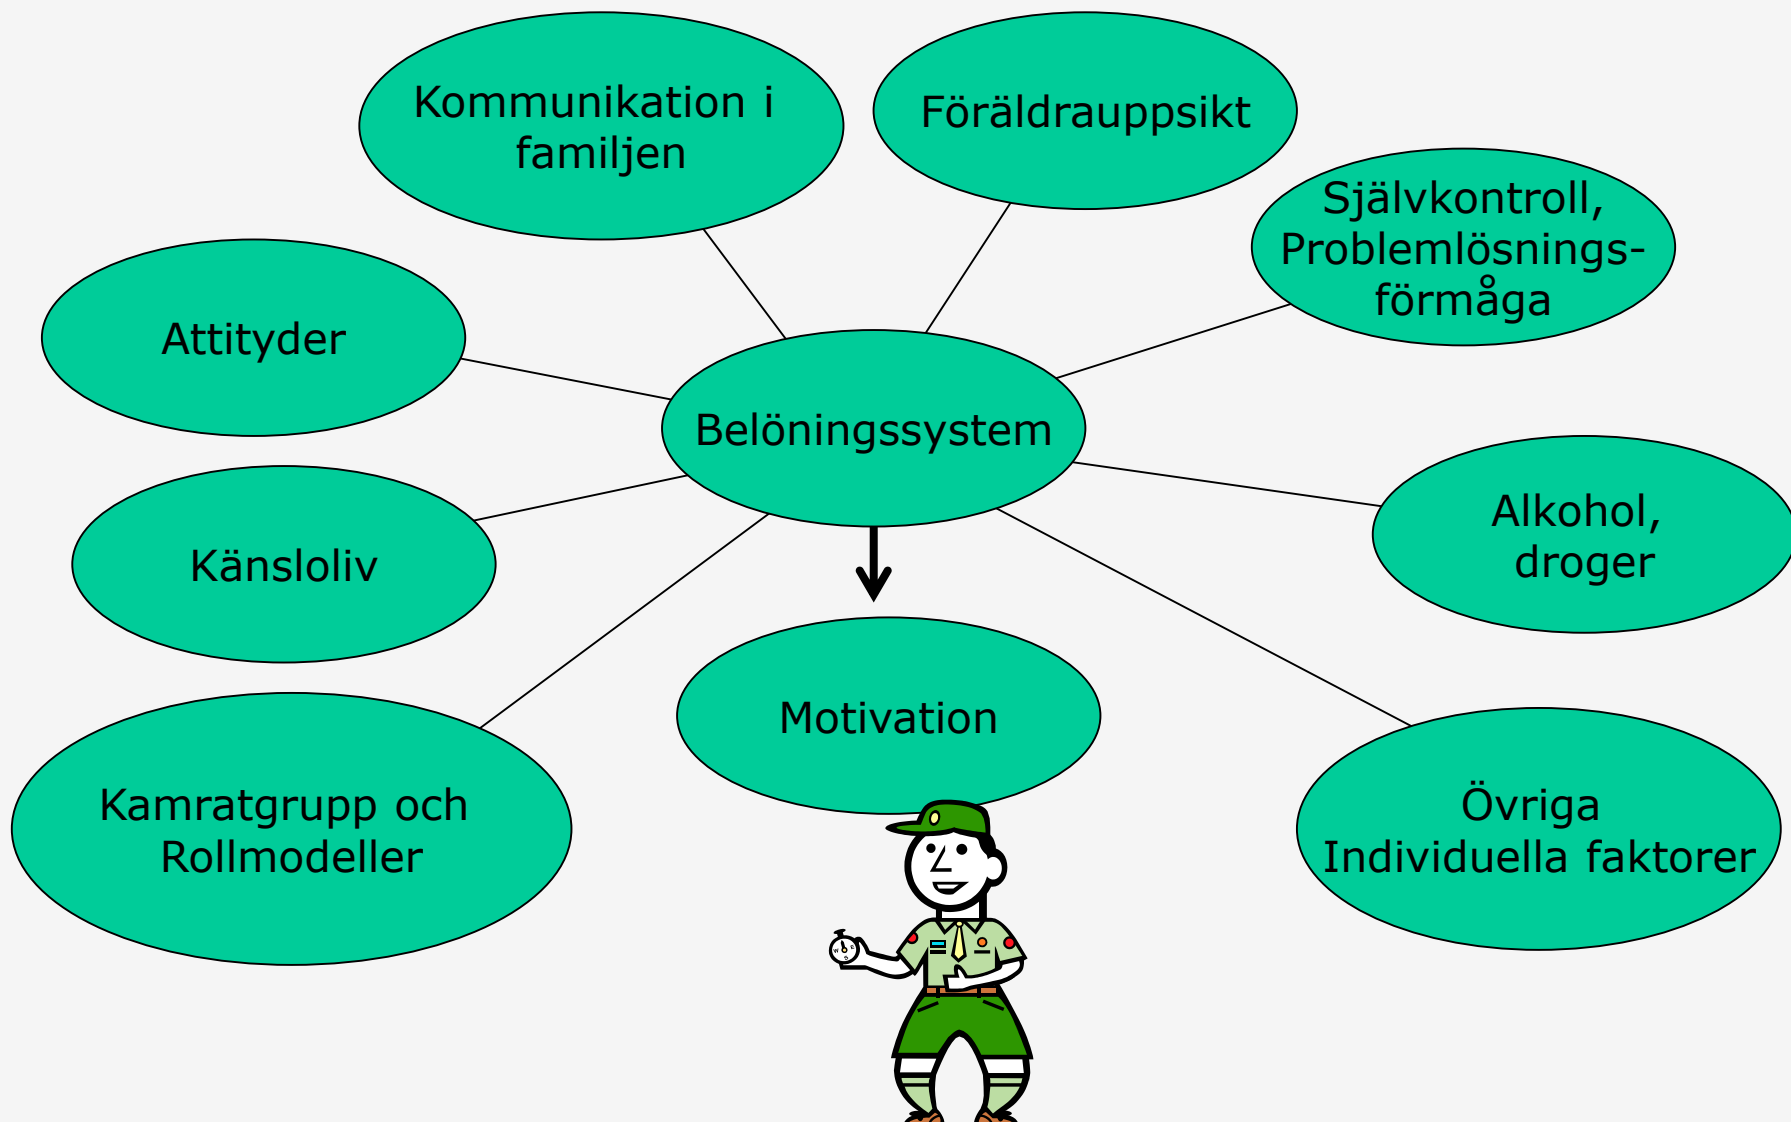 Kommunikation i
familjen
Föräldrauppsikt
Självkontroll,
Problemlösnings-
förmåga
Attityder
Belöningssystem
Känsloliv
Alkohol,
droger
Motivation
Kamratgrupp och
Rollmodeller
Övriga
Individuella faktorer